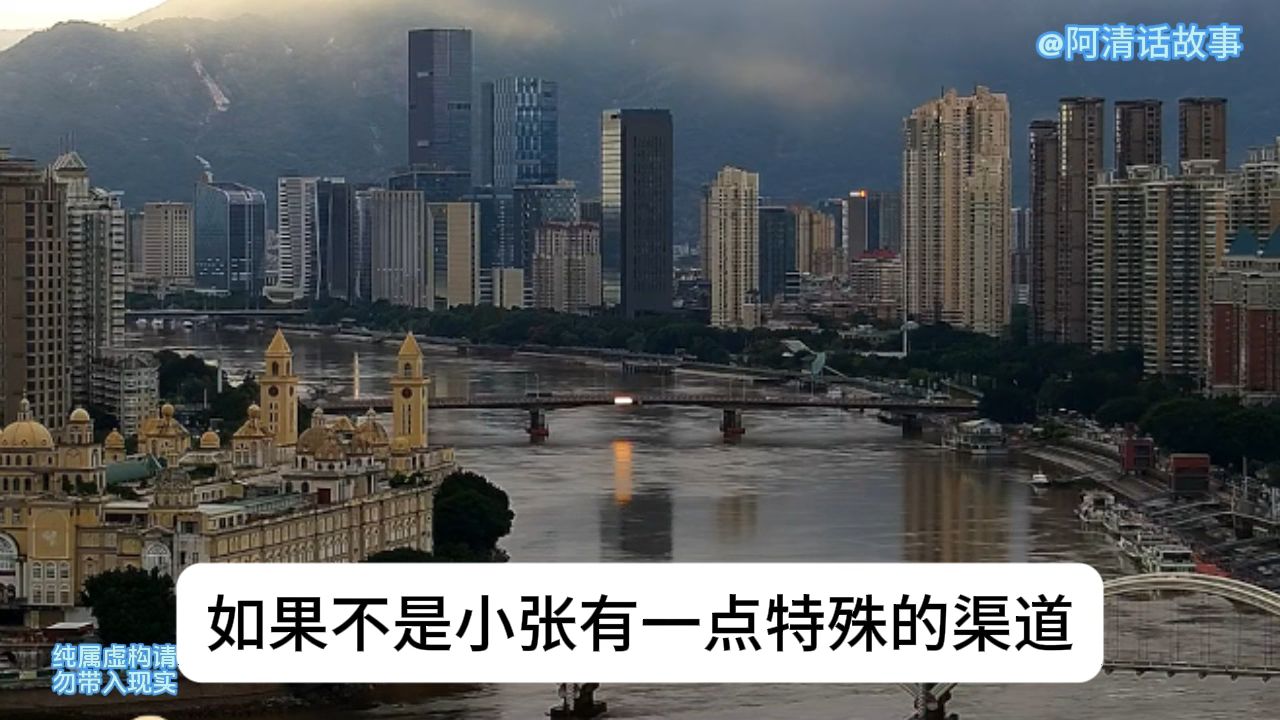 @阿清话故事
如果不是小张有一点特殊的渠道
纯属虚构请
勿带入现实